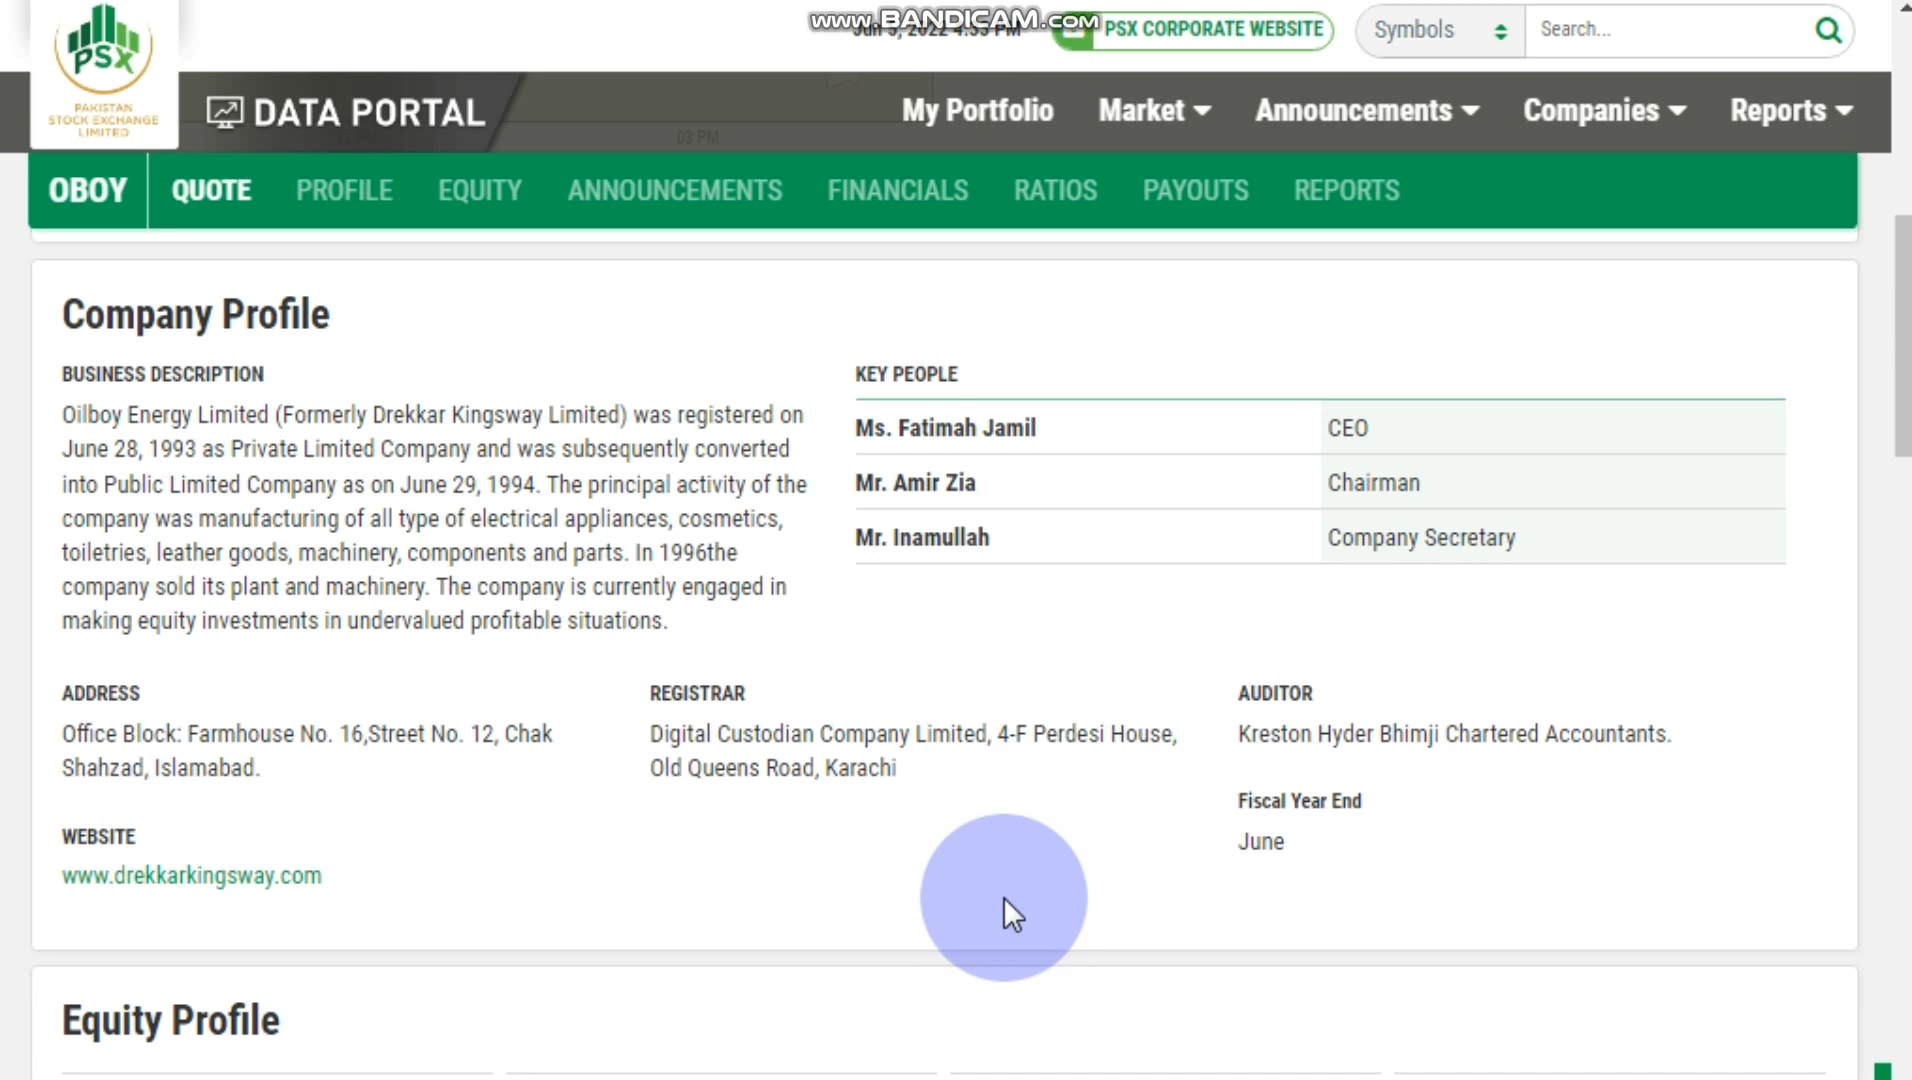 www.BANDICAM.com
Jun 5, 2022 4:55 PM
PSX CORPORATE WEBSITE
Symbols
Search...
PSX
PAKISTAN
STOCK EXCHANGE
LIMITED
DATA PORTAL
My Portfolio
Market
Announcements
Companies
Reports
03 PM
OBOY
QUOTE
PROFILE
EQUITY
ANNOUNCEMENTS
FINANCIALS
RATIOS
PAYOUTS
REPORTS
Company Profile
BUSINESS DESCRIPTION
Oilboy Energy Limited (Formerly Drekkar Kingsway Limited) was registered on
June 28, 1993 as Private Limited Company and was subsequently converted
into Public Limited Company as on June 29, 1994. The principal activity of the
company was manufacturing of all type of electrical appliances, cosmetics,
toiletries, leather goods, machinery, components and parts. In 1996the
company sold its plant and machinery. The company is currently engaged in
making equity investments in undervalued profitable situations.
KEY PEOPLE
Ms. Fatimah Jamil CEO
Mr. Amir Zia Chairman
Mr. Inamullah Company Secretary
ADDRESS
Office Block: Farmhouse No. 16,Street No. 12, Chak
Shahzad, Islamabad.
WEBSITE
www.drekkarkingsway.com
REGISTRAR
Digital Custodian Company Limited, 4-F Perdesi House,
Old Queens Road, Karachi
AUDITOR
Kreston Hyder Bhimji Chartered Accountants.
Fiscal Year End
June
Equity Profile